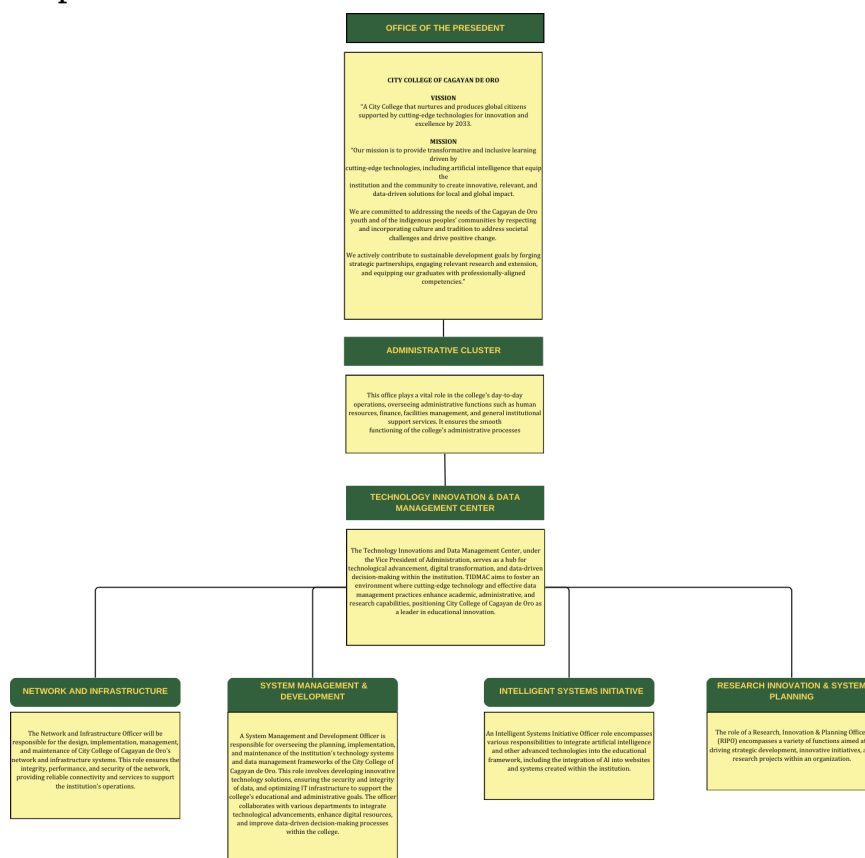 OFFICE OF THE PRESEDENT
CITY COLLEGE OF CAGAYAN DE ORO
VISSION
"A City College that nurtures and produces global citizens
supported by cutting-edge technologies for innovation and
excellence by 2033.
MISSION
"Our mission is to provide transformative and inclusive learning
driven by
cutting-edge technologies, including artificial intelligence that equip
the
institution and the community to create innovative, relevant, and
data-driven solutions for local and global impact.
We are committed to addressing the needs of the Cagayan de Oro
youth and of the indigenous peoples' communities by respecting
and incorporating culture and tradition to address societal
challenges and drive positive change.
We actively contribute to sustainable development goals by forging
strategic partnerships, engaging relevant research and extension,
and equipping our graduates with professionally-aligned
competencies."
ADMINISTRATIVE CLUSTER
This office plays a vital role in the college's day-to-day
operations, overseeing administrative functions such as human
resources, finance, facilities management, and general institutional
support services. It ensures the smooth
functioning of the college's administrative processes
TECHNOLOGY INNOVATION & DATA
MANAGEMENT CENTER
The Technology Innovations and Data Management Center, under
the Vice President of Administration, serves as a hub for
technological advancement, digital transformation, and data-driven
decision-making within the institution. TIDMAC aims to foster an
environment where cutting-edge technology and effective data
management practices enhance academic, administrative, and
research capabilities, positioning City College of Cagayan de Oro as
a leader in educational innovation.
NETWORK AND INFRASTRUCTURE
The Network and Infrastructure Officer will be
responsible for the design, implementation, management,
and maintenance of City College of Cagayan de Oro's
network and infrastructure systems. This role ensures the
integrity, performance, and security of the network,
providing reliable connectivity and services to support
the institution's operations.
SYSTEM MANAGEMENT &
DEVELOPMENT
A System Management and Development Officer is
responsible for overseeing the planning, implementation,
and maintenance of the institution's technology systems
and data management frameworks of the City College of
Cagayan de Oro. This role involves developing innovative
technology solutions, ensuring the security and integrity
of data, and optimizing IT infrastructure to support the
college's educational and administrative goals. The officer
collaborates with various departments to integrate
technological advancements, enhance digital resources,
and improve data-driven decision-making processes
within the college.
INTELLIGENT SYSTEMS INITIATIVE
An Intelligent Systems Initiative Officer role encompasses
various responsibilities to integrate artificial intelligence
and other advanced technologies into the educational
framework, including the integration of AI into websites
and systems created within the institution.
RESEARCH INNOVATION & SYSTEM
PLANNING
The role of a Research, Innovation & Planning Office
(RIPO) encompasses a variety of functions aimed at
driving strategic development, innovative initiatives,
research projects within an organization.